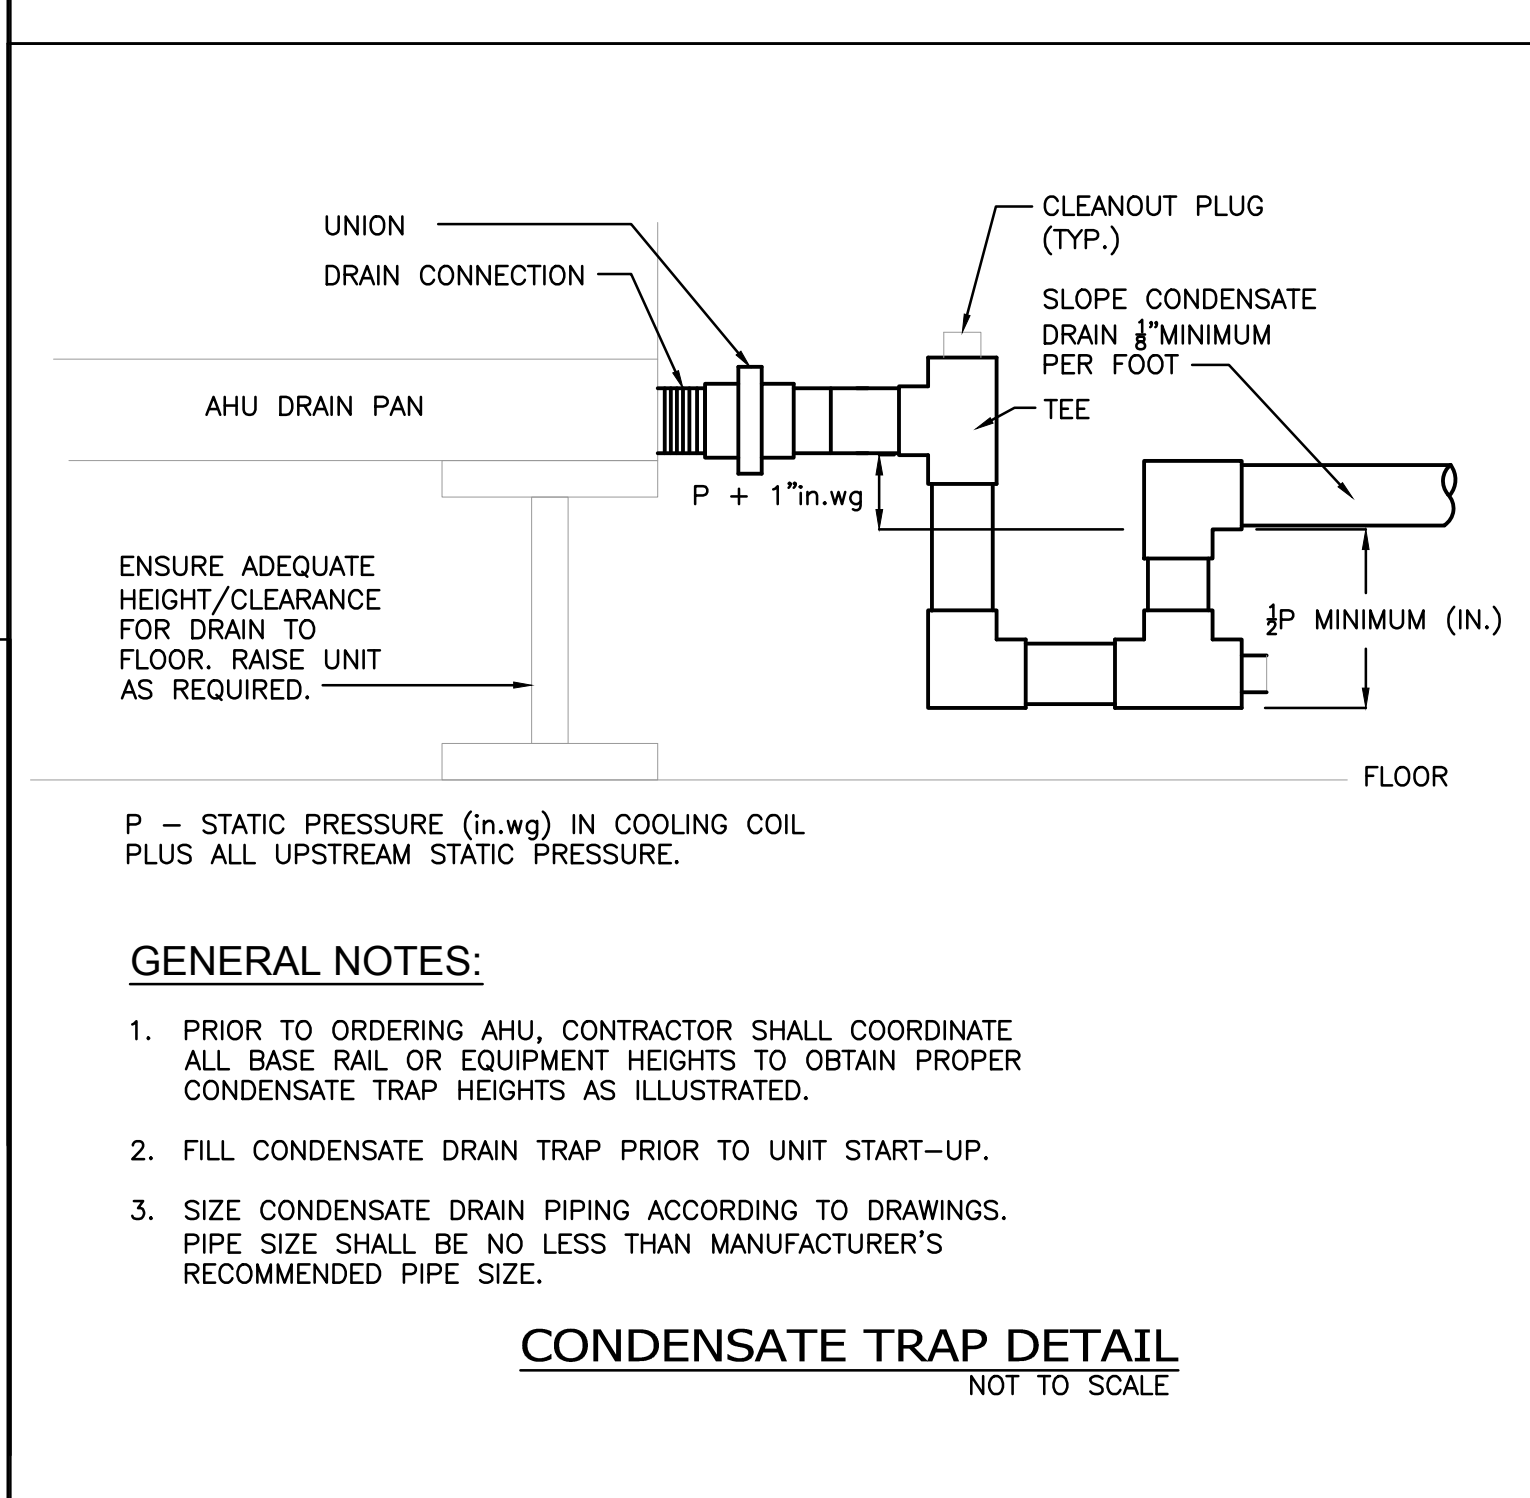 UNION
DRAIN CONNECTION
CLEANOUT PLUG
(TYP.)
SLOPE CONDENSATE
DRAIN ⅛"MINIMUM
PER FOOT
TEE
AHU DRAIN PAN
P + 1"in.wg
ENSURE ADEQUATE
HEIGHT/CLEARANCE
FOR DRAIN TO
FLOOR. RAISE UNIT
AS REQUIRED.
½P MINIMUM (IN.)
FLOOR
P – STATIC PRESSURE (in.wg) IN COOLING COIL
PLUS ALL UPSTREAM STATIC PRESSURE.
GENERAL NOTES:
1. PRIOR TO ORDERING AHU, CONTRACTOR SHALL COORDINATE
ALL BASE RAIL OR EQUIPMENT HEIGHTS TO OBTAIN PROPER
CONDENSATE TRAP HEIGHTS AS ILLUSTRATED.
2. FILL CONDENSATE DRAIN TRAP PRIOR TO UNIT START-UP.
3. SIZE CONDENSATE DRAIN PIPING ACCORDING TO DRAWINGS.
PIPE SIZE SHALL BE NO LESS THAN MANUFACTURER'S
RECOMMENDED PIPE SIZE.
CONDENSATE TRAP DETAIL
NOT TO SCALE